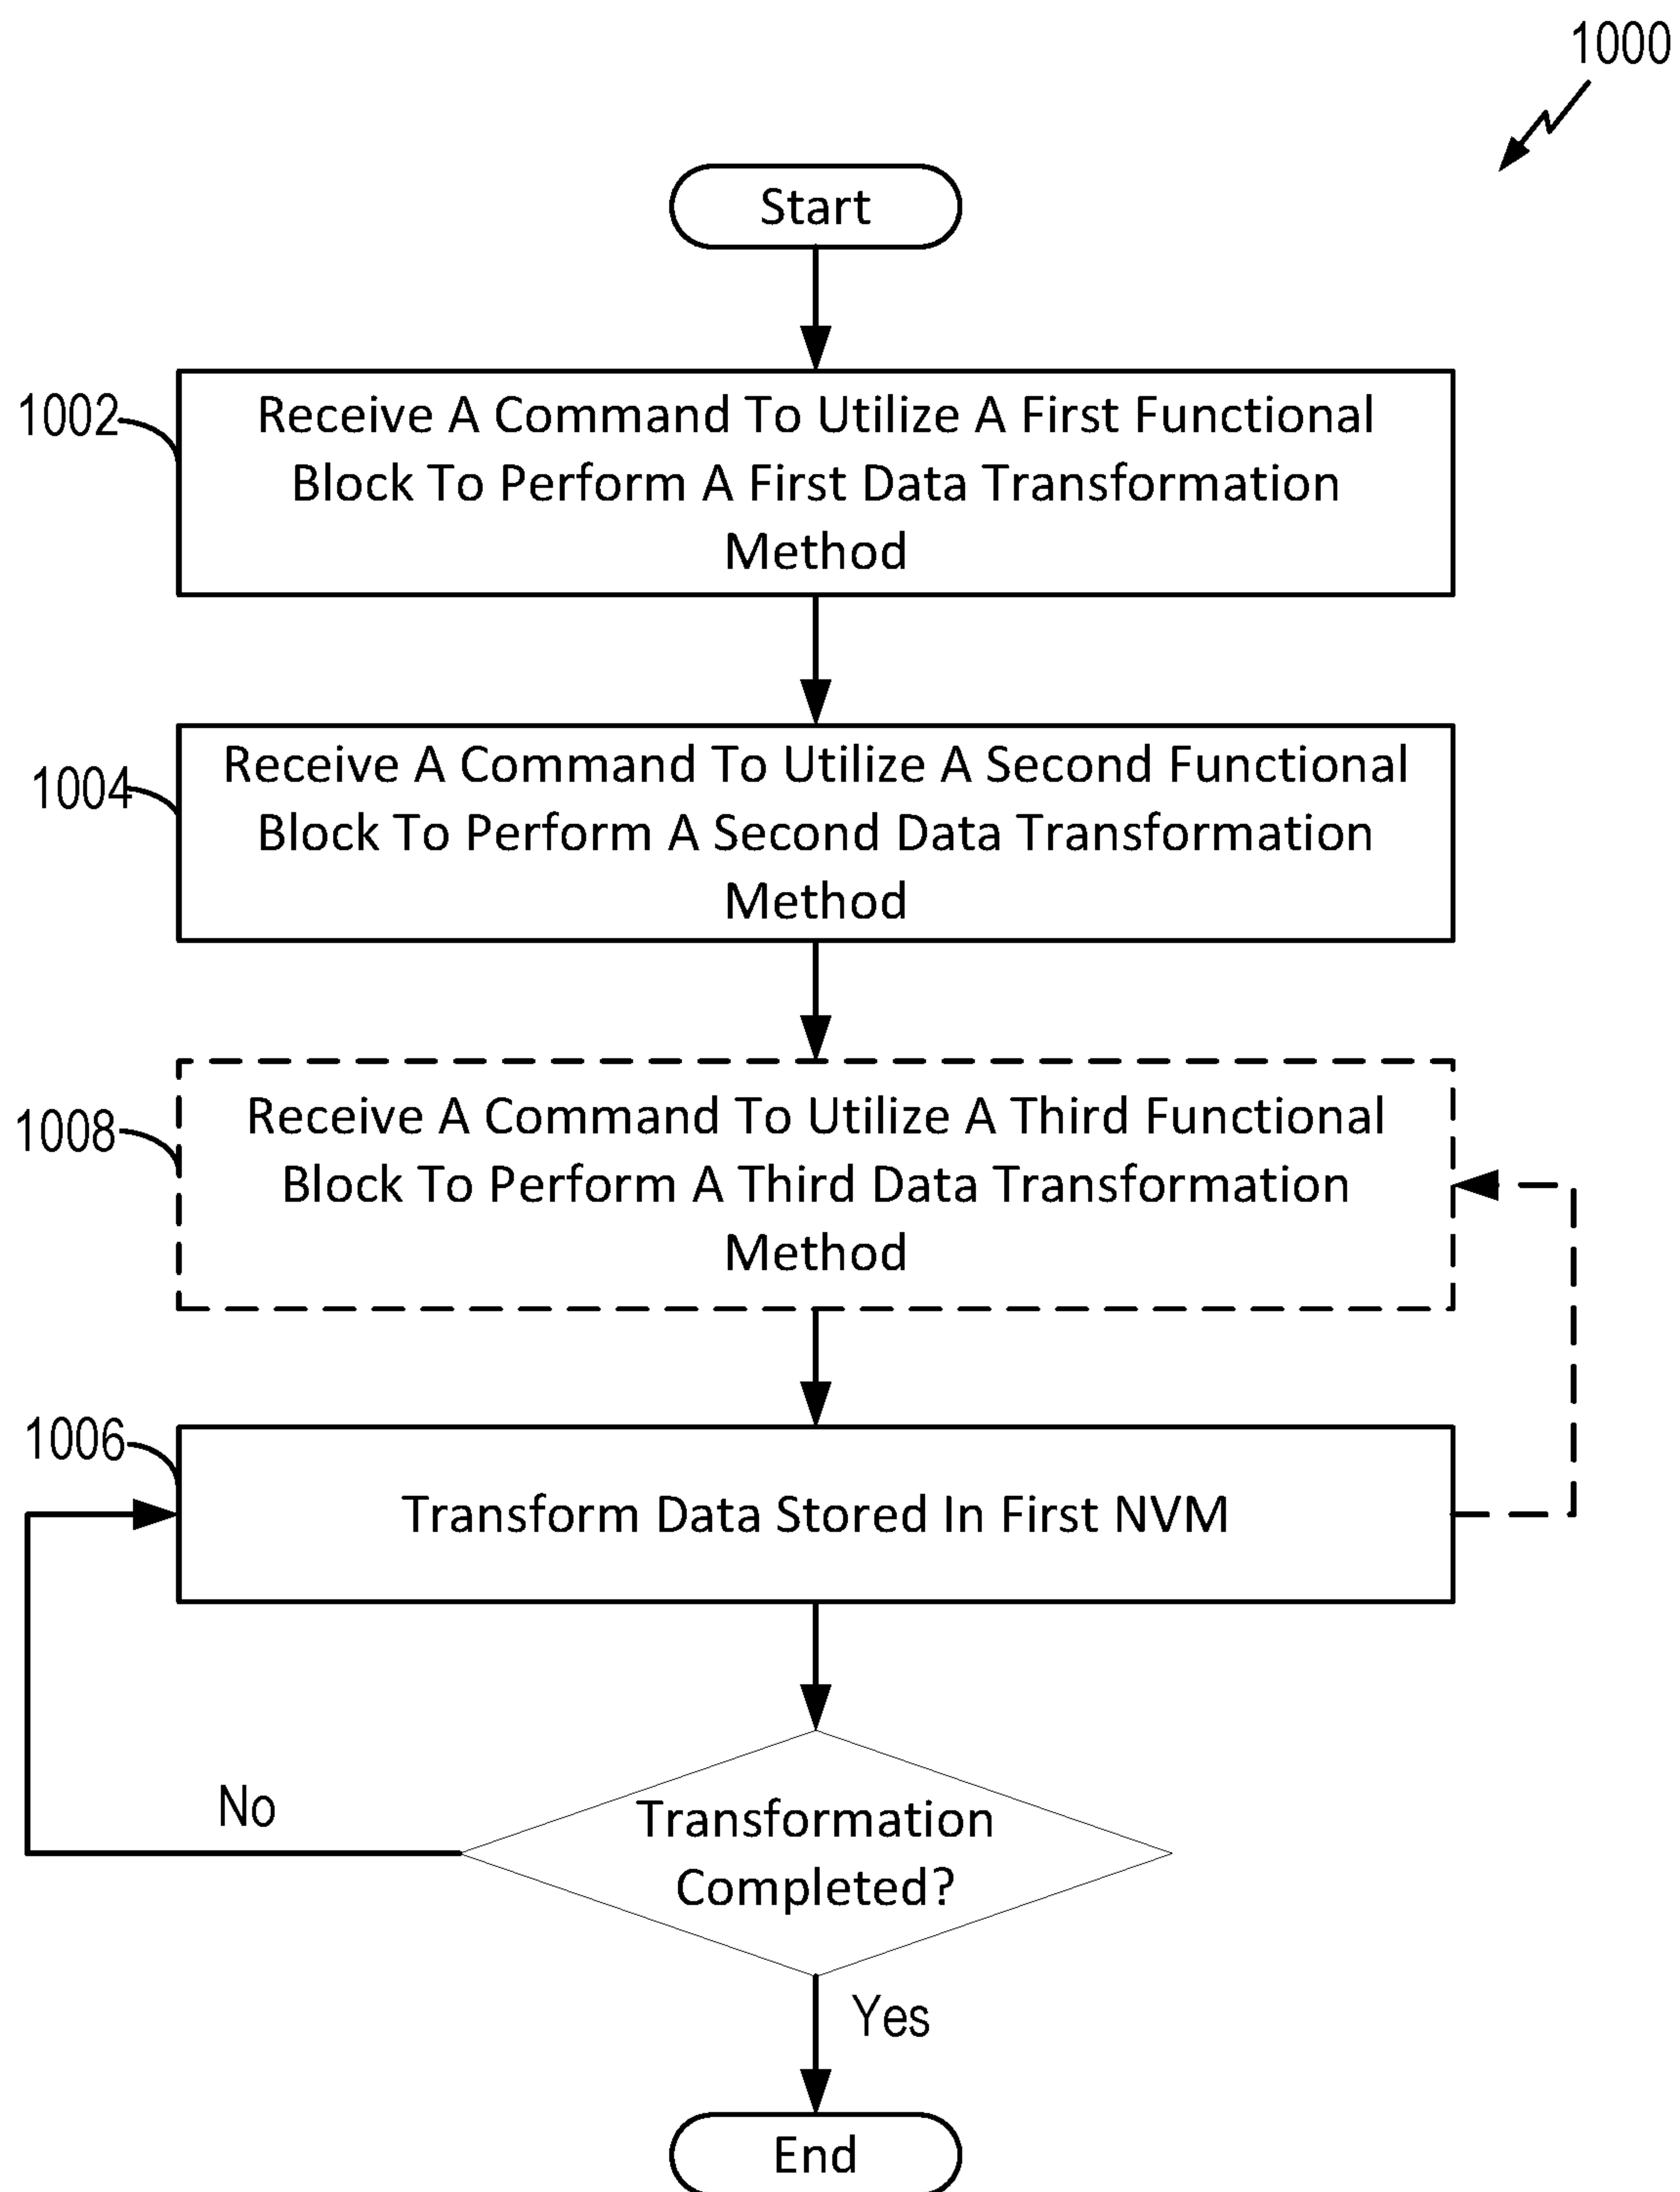 1000
Start
1002
Receive A Command To Utilize A First Functional
Block To Perform A First Data Transformation
Method
1004
Receive A Command To Utilize A Second Functional
Block To Perform A Second Data Transformation
Method
1008
Receive A Command To Utilize A Third Functional
Block To Perform A Third Data Transformation
Method
1006
Transform Data Stored In First NVM
No
Transformation
Completed?
Yes
End